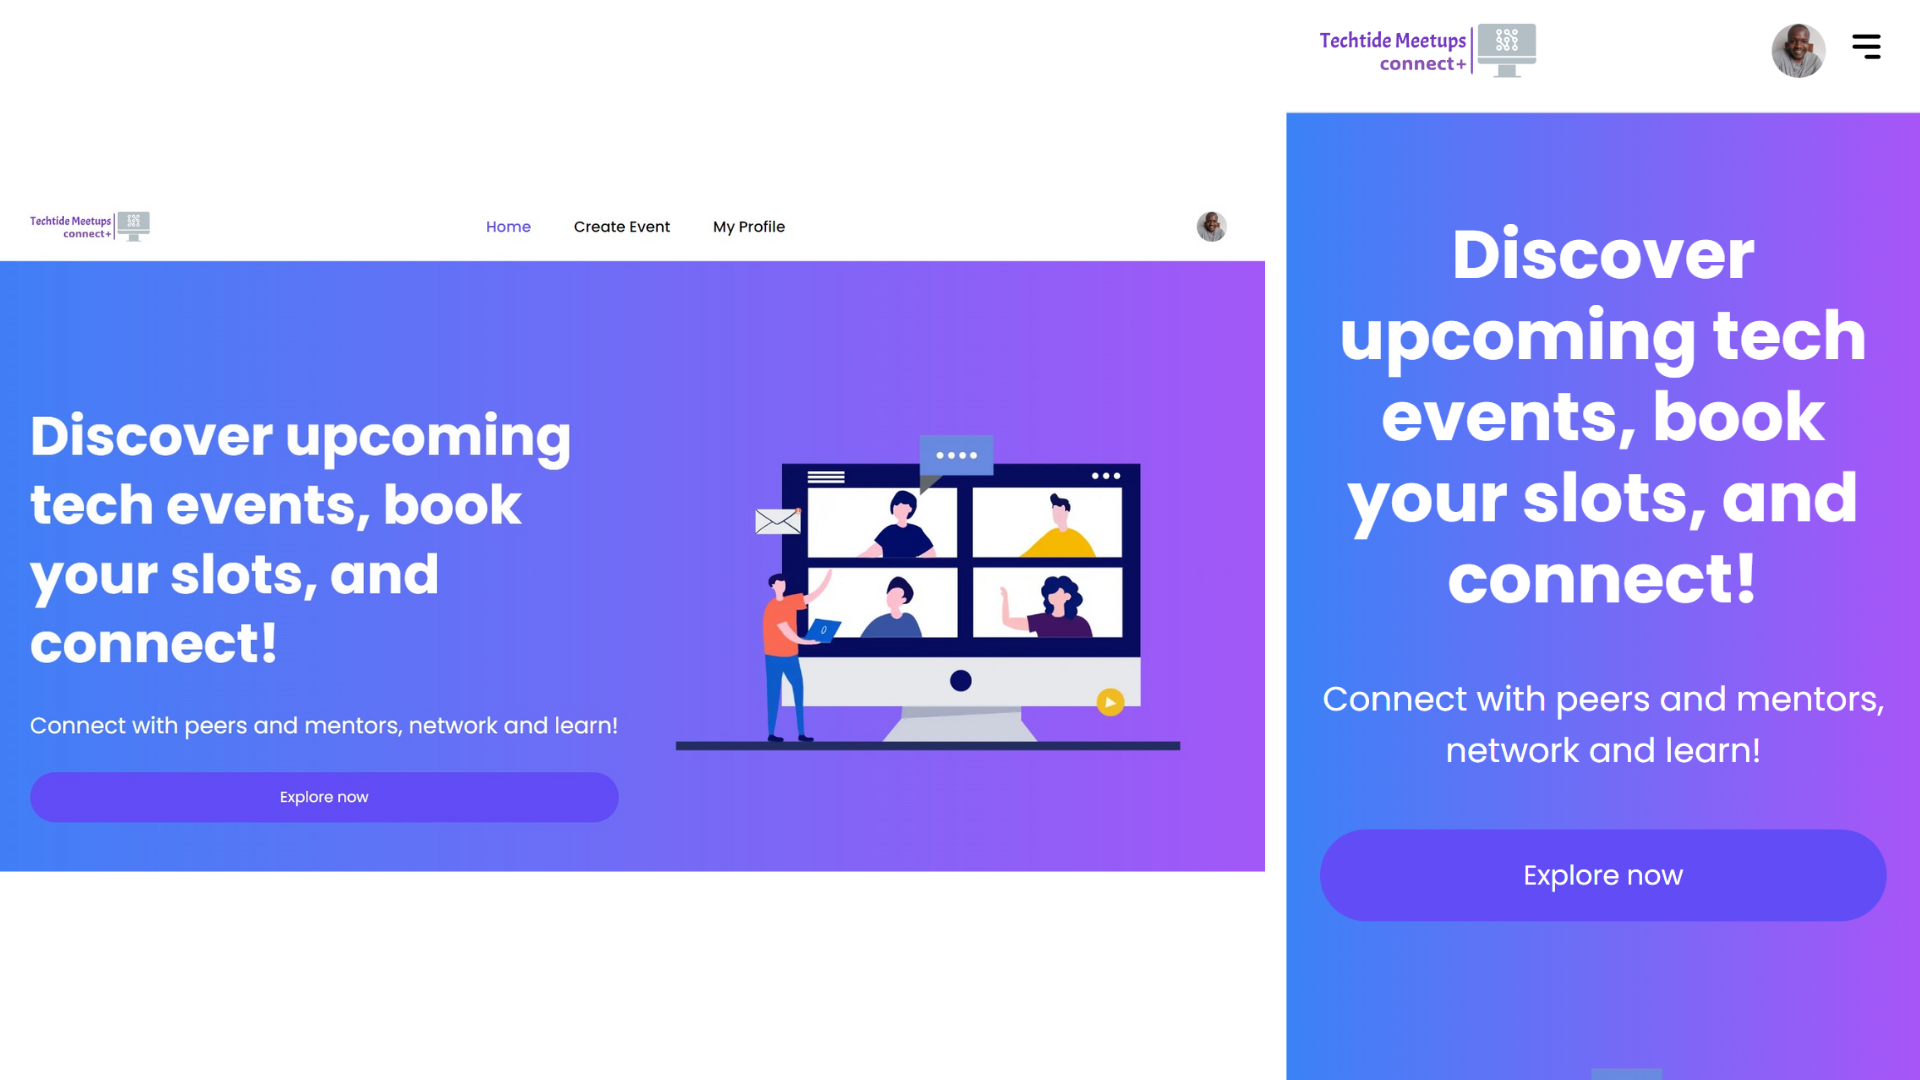 Techtide Meetups
connect+
Home
Create Event
My Profile
Discover upcoming
tech events, book
your slots, and
connect!
Connect with peers and mentors, network and learn!
Explore now
Techtide Meetups
connect+
Discover
upcoming tech
events, book
your slots, and
connect!
Connect with peers and mentors,
network and learn!
Explore now